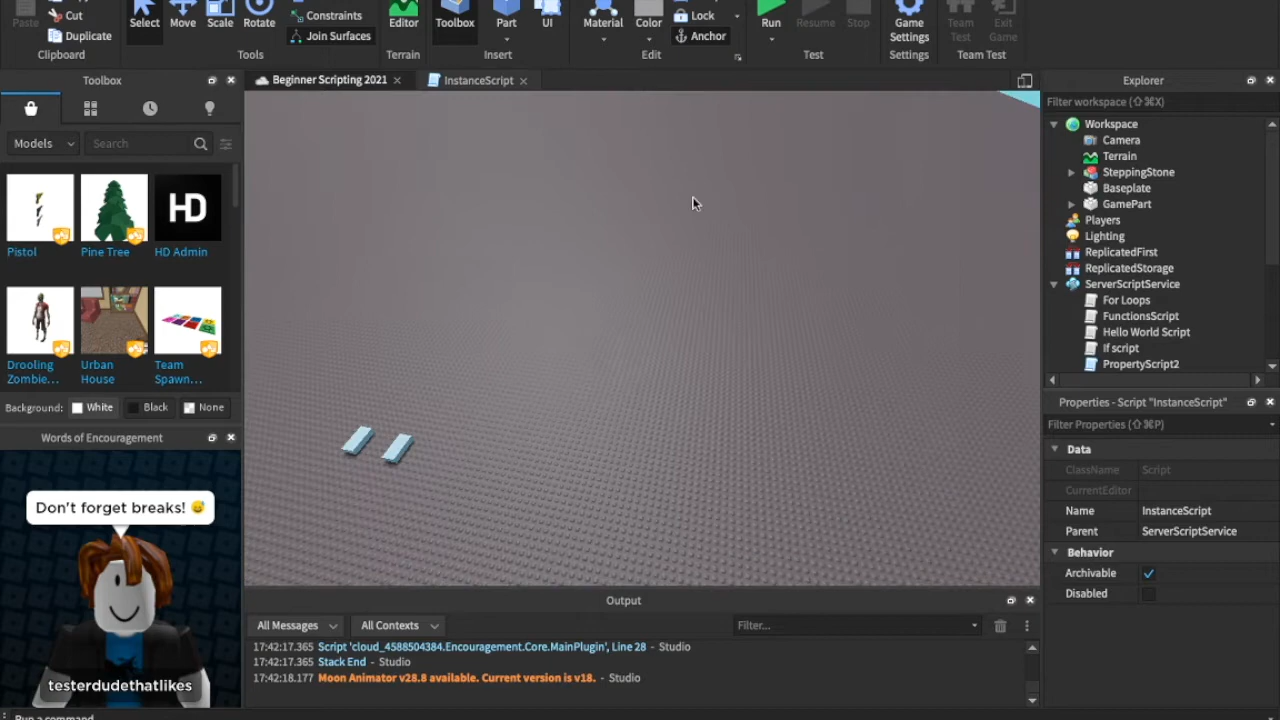 Paste
Cut
Duplicate
Clipboard
Select
Move
Scale
Rotate
Constraints
Join Surfaces
Tools
Editor
Terrain
Toolbox
Part
UI
Insert
Material
Color
Lock
Anchor
Edit
Run
Resume
Stop
Test
Game Settings
Settings
Team Test
Exit Game
Team Test
Toolbox
Beginner Scripting 2021
InstanceScript
Models
Search
Pistol
Pine Tree
HD
HD Admin
Drooling
Zombie...
Urban
House
Team
Spawn...
Background: White Black None
Words of Encouragement
Don't forget breaks! 😅
testerdudethatlikes
Output
All Messages
All Contexts
Filter...
17:42:17.365 Script 'cloud_4588504384.Encouragement.Core.MainPlugin', Line 28 - Studio
17:42:17.365 Stack End - Studio
17:42:18.177 Moon Animator v28.8 available. Current version is v18. - Studio
Run a command
Explorer
Filter workspace (⇧⌘X)
Workspace
Camera
Terrain
SteppingStone
Baseplate
GamePart
Players
Lighting
ReplicatedFirst
ReplicatedStorage
ServerScriptService
For Loops
FunctionsScript
Hello World Script
If script
PropertyScript2
Properties - Script "InstanceScript"
Filter Properties (⇧⌘P)
Data
ClassName Script
CurrentEditor
Name InstanceScript
Parent ServerScriptService
Behavior
Archivable
Disabled